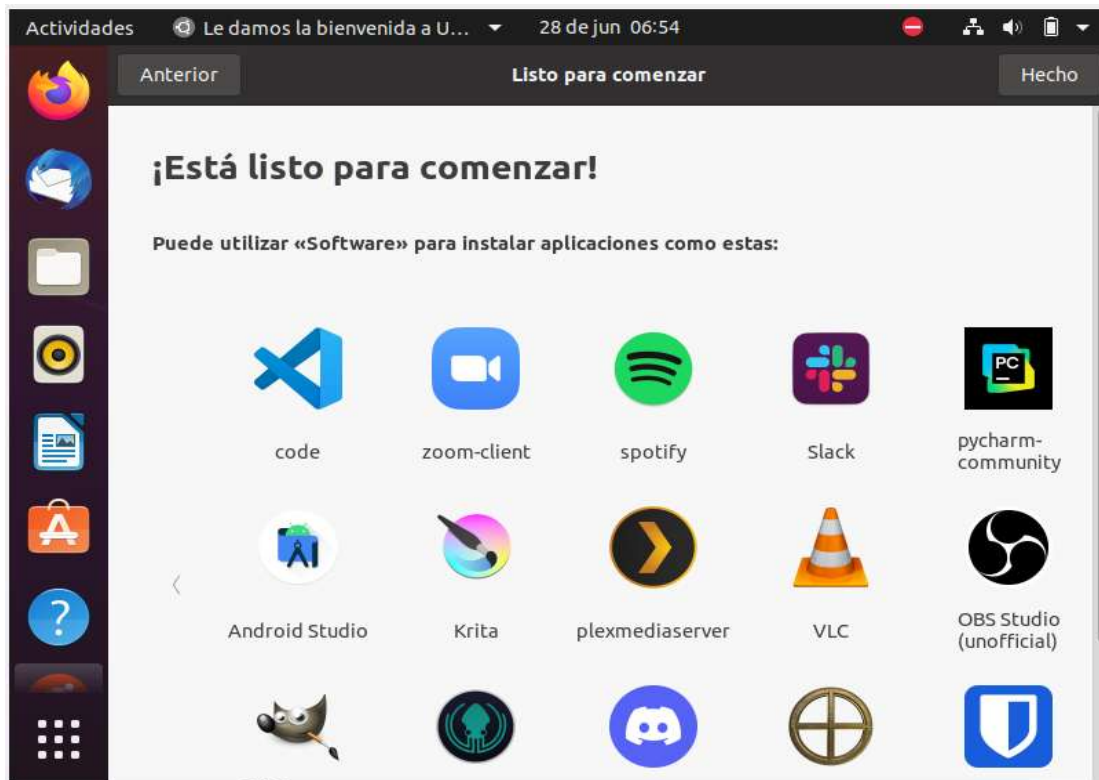 Actividades Le damos la bienvenida a U... 28 de jun 06:54
Anterior Listo para comenzar Hecho
¡Está listo para comenzar!
Puede utilizar «Software» para instalar aplicaciones como estas:
PC
code zoom-client spotify Slack pycharm-
community
Android Studio Krita plexmediaserver VLC OBS Studio
(unofficial)